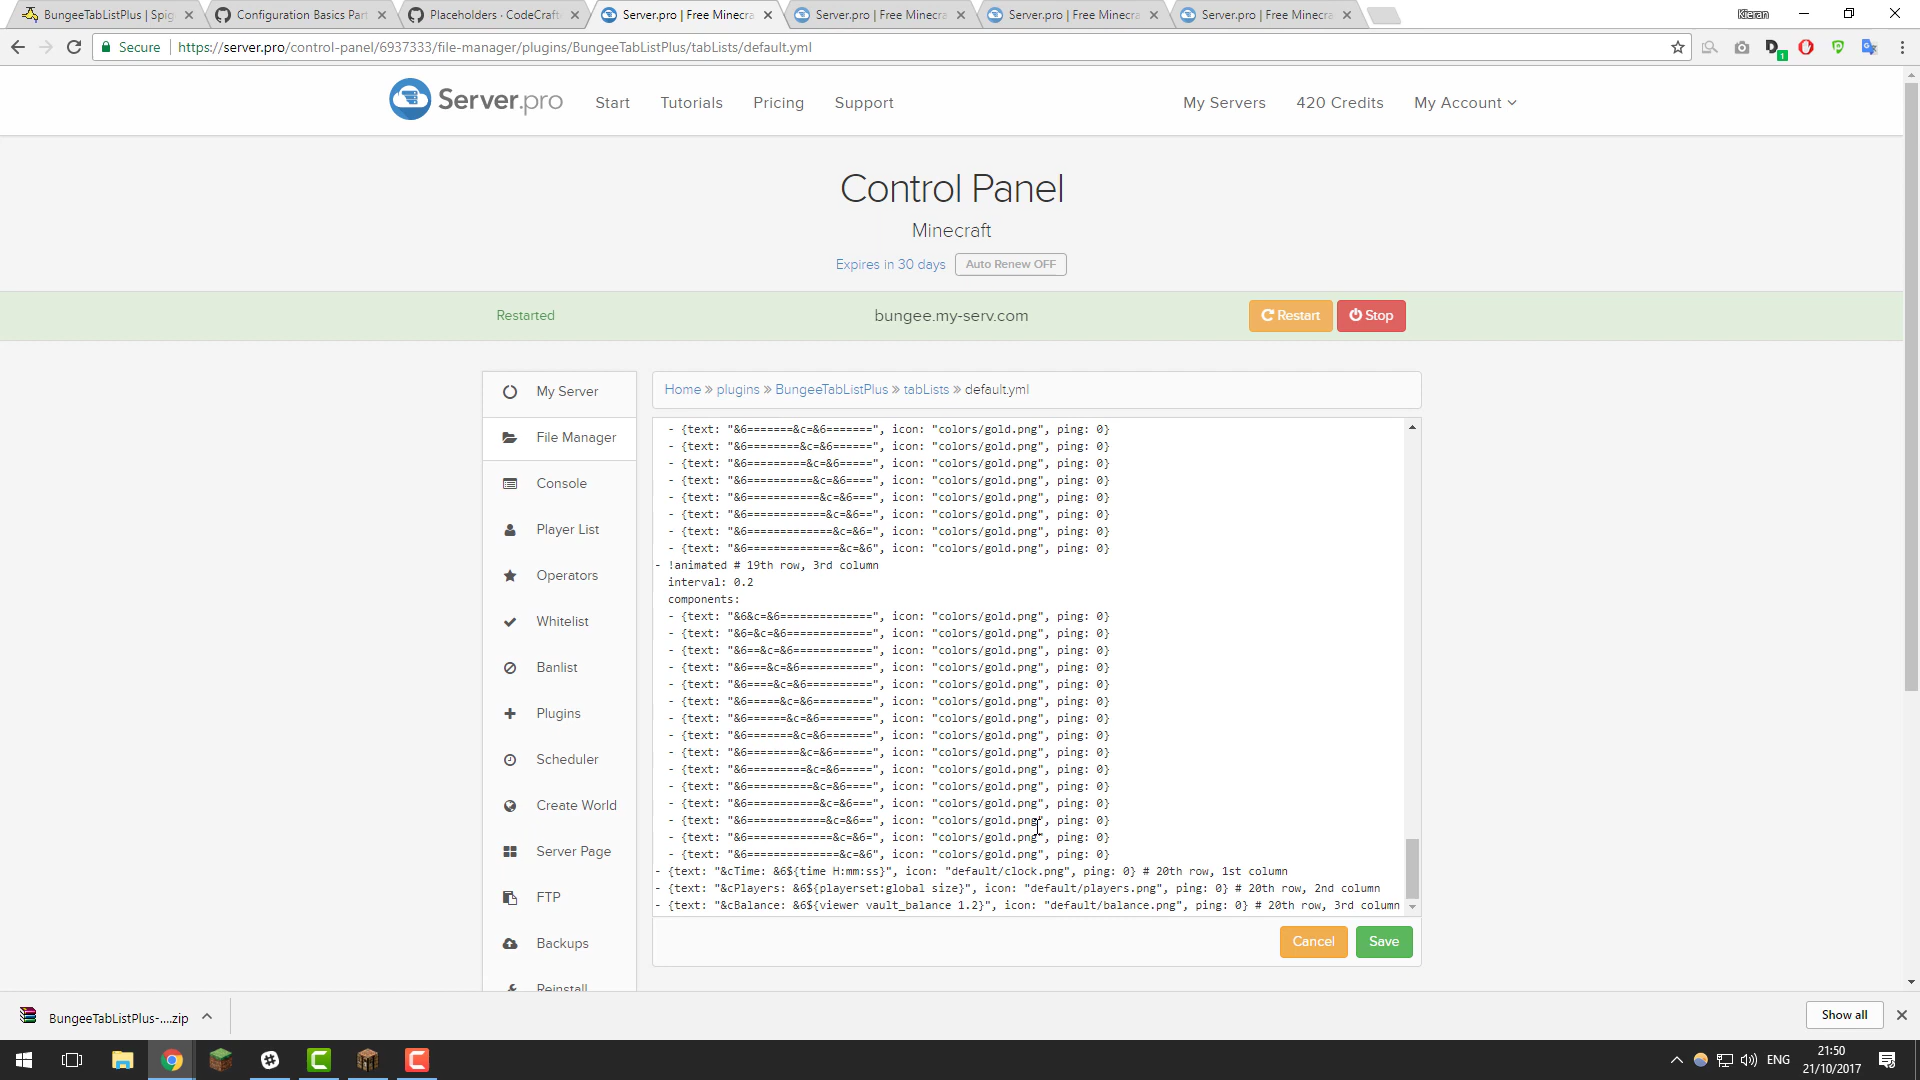 BungeeTabListPlus | Spig
Configuration Basics Part
Placeholders · CodeCraft
Server.pro | Free Minecra
Server.pro | Free Minecra
Server.pro | Free Minecra
Server.pro | Free Minecra
Kieran
Secure
https://server.pro/control-panel/6937333/file-manager/plugins/BungeeTabListPlus/tabLists/default.yml
Server.pro
Start
Tutorials
Pricing
Support
My Servers
420 Credits
My Account
Control Panel
Minecraft
Expires in 30 days
Auto Renew OFF
Restarted
bungee.my-serv.com
Restart
Stop
My Server
File Manager
Console
Player List
Operators
Whitelist
Banlist
Plugins
Scheduler
Create World
Server Page
FTP
Backups
Reinstall
Home » plugins » BungeeTabListPlus » tabLists » default.yml
- {text: "&6=======&c=&6=======", icon: "colors/gold.png", ping: 0}
- {text: "&6========&c=&6======", icon: "colors/gold.png", ping: 0}
- {text: "&6=========&c=&6=====", icon: "colors/gold.png", ping: 0}
- {text: "&6==========&c=&6====", icon: "colors/gold.png", ping: 0}
- {text: "&6===========&c=&6===", icon: "colors/gold.png", ping: 0}
- {text: "&6============&c=&6==", icon: "colors/gold.png", ping: 0}
- {text: "&6=============&c=&6=", icon: "colors/gold.png", ping: 0}
- {text: "&6==============&c=&6", icon: "colors/gold.png", ping: 0}
- !animated # 19th row, 3rd column
interval: 0.2
components:
- {text: "&6&c=&6==============", icon: "colors/gold.png", ping: 0}
- {text: "&6=&c=&6=============", icon: "colors/gold.png", ping: 0}
- {text: "&6==&c=&6============", icon: "colors/gold.png", ping: 0}
- {text: "&6===&c=&6===========", icon: "colors/gold.png", ping: 0}
- {text: "&6====&c=&6==========", icon: "colors/gold.png", ping: 0}
- {text: "&6=====&c=&6=========", icon: "colors/gold.png", ping: 0}
- {text: "&6======&c=&6========", icon: "colors/gold.png", ping: 0}
- {text: "&6=======&c=&6=======", icon: "colors/gold.png", ping: 0}
- {text: "&6========&c=&6======", icon: "colors/gold.png", ping: 0}
- {text: "&6=========&c=&6=====", icon: "colors/gold.png", ping: 0}
- {text: "&6==========&c=&6====", icon: "colors/gold.png", ping: 0}
- {text: "&6===========&c=&6===", icon: "colors/gold.png", ping: 0}
- {text: "&6============&c=&6==", icon: "colors/gold.png", ping: 0}
- {text: "&6=============&c=&6=", icon: "colors/gold.png", ping: 0}
- {text: "&6==============&c=&6", icon: "colors/gold.png", ping: 0}
- {text: "&cTime: &6${time H:mm:ss}", icon: "default/clock.png", ping: 0} # 20th row, 1st column
- {text: "&cPlayers: &6${playerset:global size}", icon: "default/players.png", ping: 0} # 20th row, 2nd column
- {text: "&cBalance: &6${viewer vault_balance 1.2}", icon: "default/balance.png", ping: 0} # 20th row, 3rd column
Cancel
Save
BungeeTabListPlus-....zip
Show all
ENG
21:50
21/10/2017